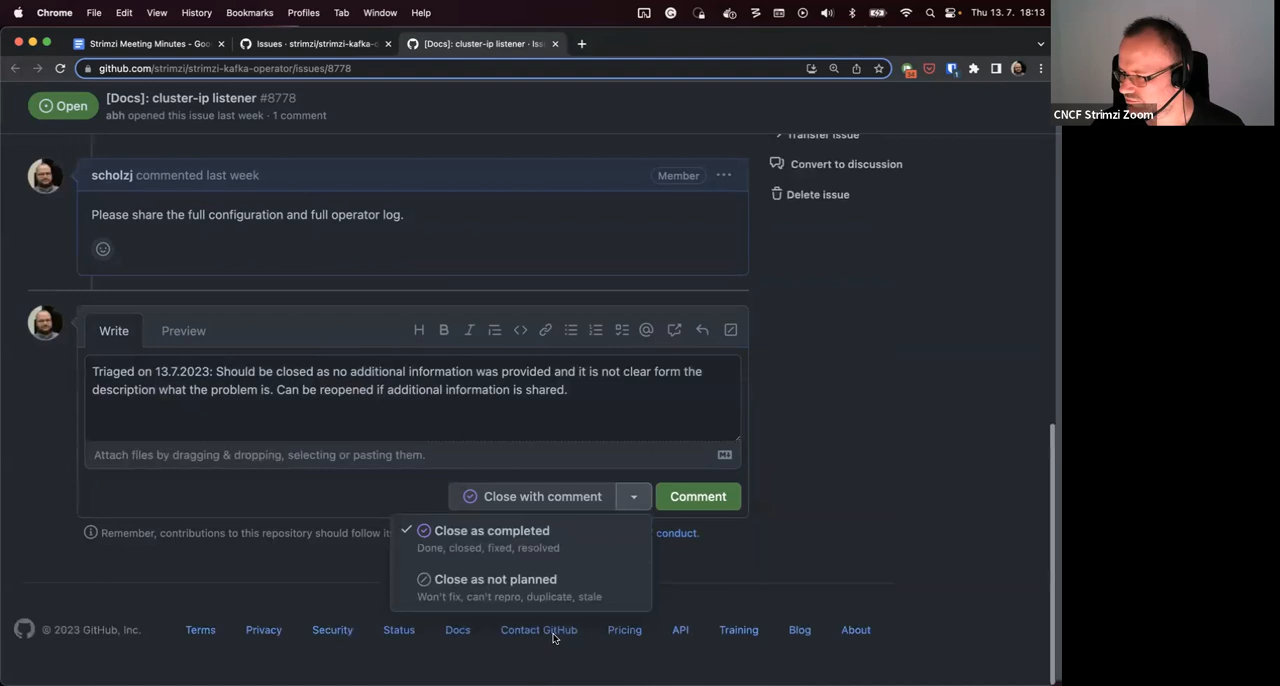 Chrome File Edit View History Bookmarks Profiles Tab Window Help Thu 13. 7. 18:13
Strimzi Meeting Minutes - Goo Issues · strimzi/strimzi-kafka-o [Docs]: cluster-ip listener · Iss
github.com/strimzi/strimzi-kafka-operator/issues/8778
CNCF Strimzi Zoom
Open
[Docs]: cluster-ip listener #8778
abh opened this issue last week · 1 comment
Transfer issue
Convert to discussion
Delete issue
scholzj commented last week Member
Please share the full configuration and full operator log.
Write Preview
Triaged on 13.7.2023: Should be closed as no additional information was provided and it is not clear form the
description what the problem is. Can be reopened if additional information is shared.
Attach files by dragging & dropping, selecting or pasting them.
Close with comment Comment
Close as completed
Done, closed, fixed, resolved
Close as not planned
Won't fix, can't repro, duplicate, stale
Remember, contributions to this repository should follow it conduct.
© 2023 GitHub, Inc. Terms Privacy Security Status Docs Contact GitHub Pricing API Training Blog About